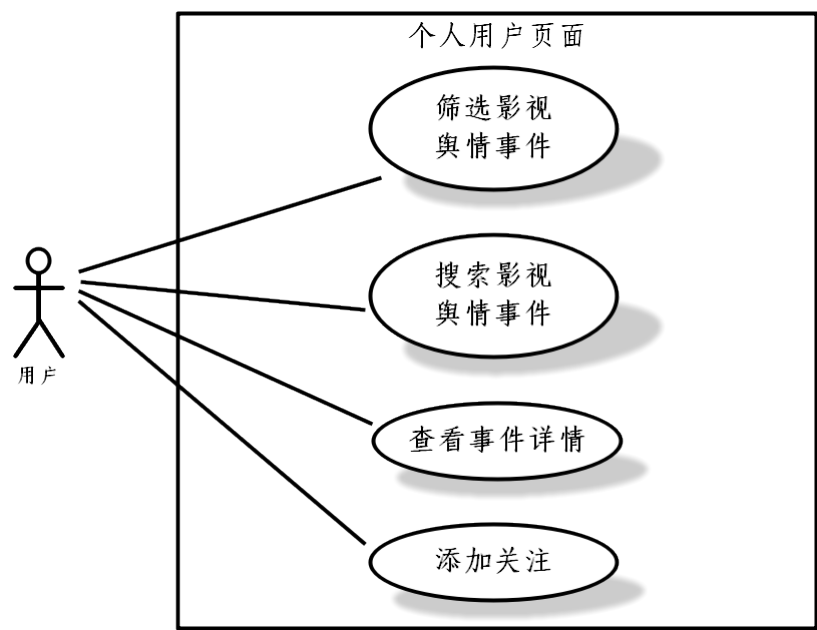 个人用户页面
筛选影视
舆情事件
搜索影视
舆情事件
用户
查看事件详情
添加关注